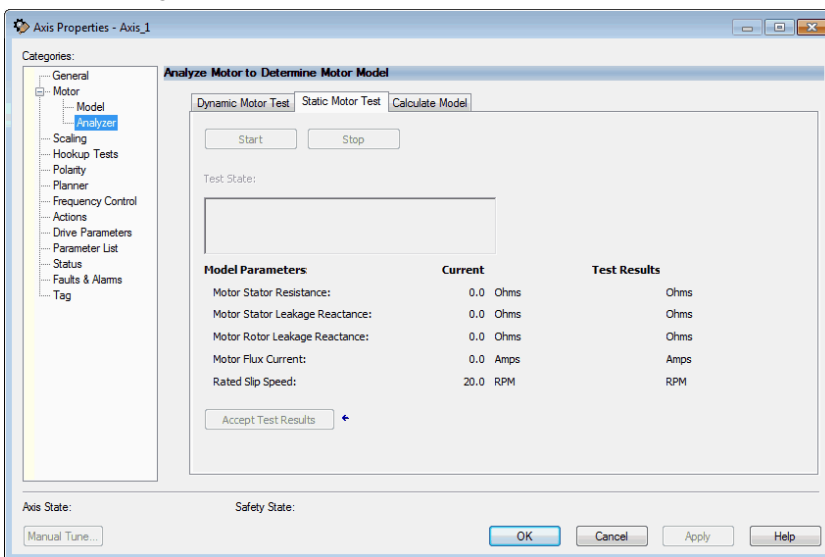 Axis Properties - Axis_1
Categories:
General
Motor
Model
Analyzer
Scaling
Hookup Tests
Polarity
Planner
Frequency Control
Actions
Drive Parameters
Parameter List
Status
Faults & Alarms
Tag
Analyze Motor to Determine Motor Model
Dynamic Motor Test Static Motor Test Calculate Model
Start Stop
Test State:
Model Parameters: Current Test Results
Motor Stator Resistance: 0.0 Ohms Ohms
Motor Stator Leakage Reactance: 0.0 Ohms Ohms
Motor Rotor Leakage Reactance: 0.0 Ohms Ohms
Motor Flux Current: 0.0 Amps Amps
Rated Slip Speed: 20.0 RPM RPM
Accept Test Results
Axis State: Safety State:
Manual Tune... OK Cancel Apply Help